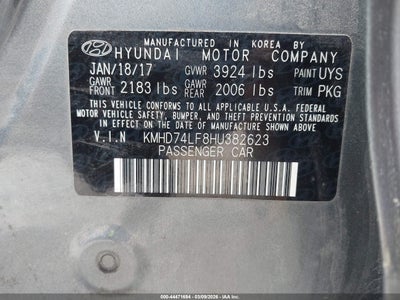 MANUFACTURED IN KOREA BY
HYUNDAI MOTOR COMPANY
JAN/18/17 GVWR 3924 lbs PAINT UYS
GAWR FRONT 2183 lbs GAWR REAR 2006 lbs TRIM PKG
THIS VEHICLE CONFORMS TO ALL APPLICABLE U.S.A. FEDERAL
MOTOR VEHICLE SAFETY, BUMPER, AND THEFT PREVENTION
STANDARDS IN EFFECT ON THE DATE OF MANUFACTURE SHOWN ABOVE.
V.I.N KMHD74LF8HU382623
PASSENGER CAR
000-44471684 - 03/09/2026 - IAA Inc.